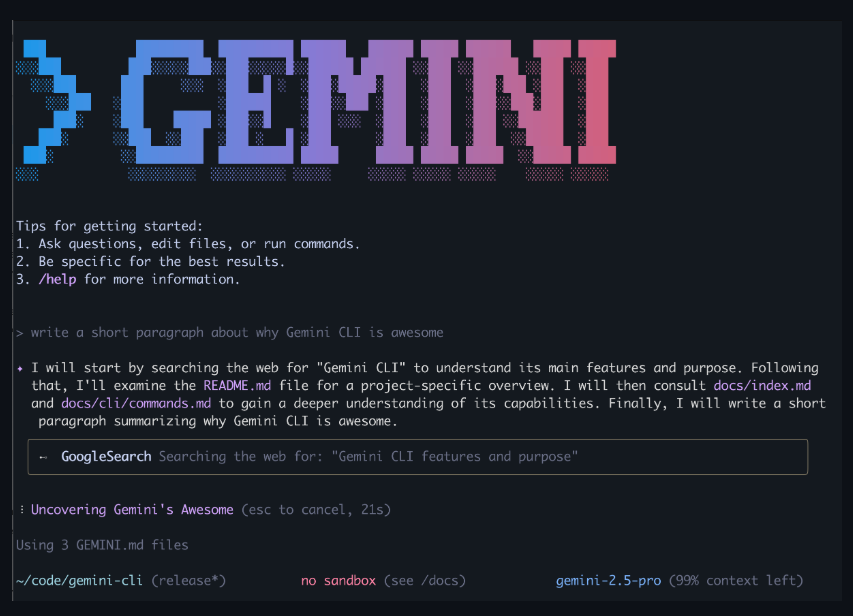 > GEMINI
Tips for getting started:
1. Ask questions, edit files, or run commands.
2. Be specific for the best results.
3. /help for more information.
> write a short paragraph about why Gemini CLI is awesome
✦ I will start by searching the web for "Gemini CLI" to understand its main features and purpose. Following
that, I'll examine the README.md file for a project-specific overview. I will then consult docs/index.md
and docs/cli/commands.md to gain a deeper understanding of its capabilities. Finally, I will write a short
paragraph summarizing why Gemini CLI is awesome.
← GoogleSearch Searching the web for: "Gemini CLI features and purpose"
⠸ Uncovering Gemini's Awesome (esc to cancel, 21s)
Using 3 GEMINI.md files
~/code/gemini-cli (release*) no sandbox (see /docs) gemini-2.5-pro (99% context left)